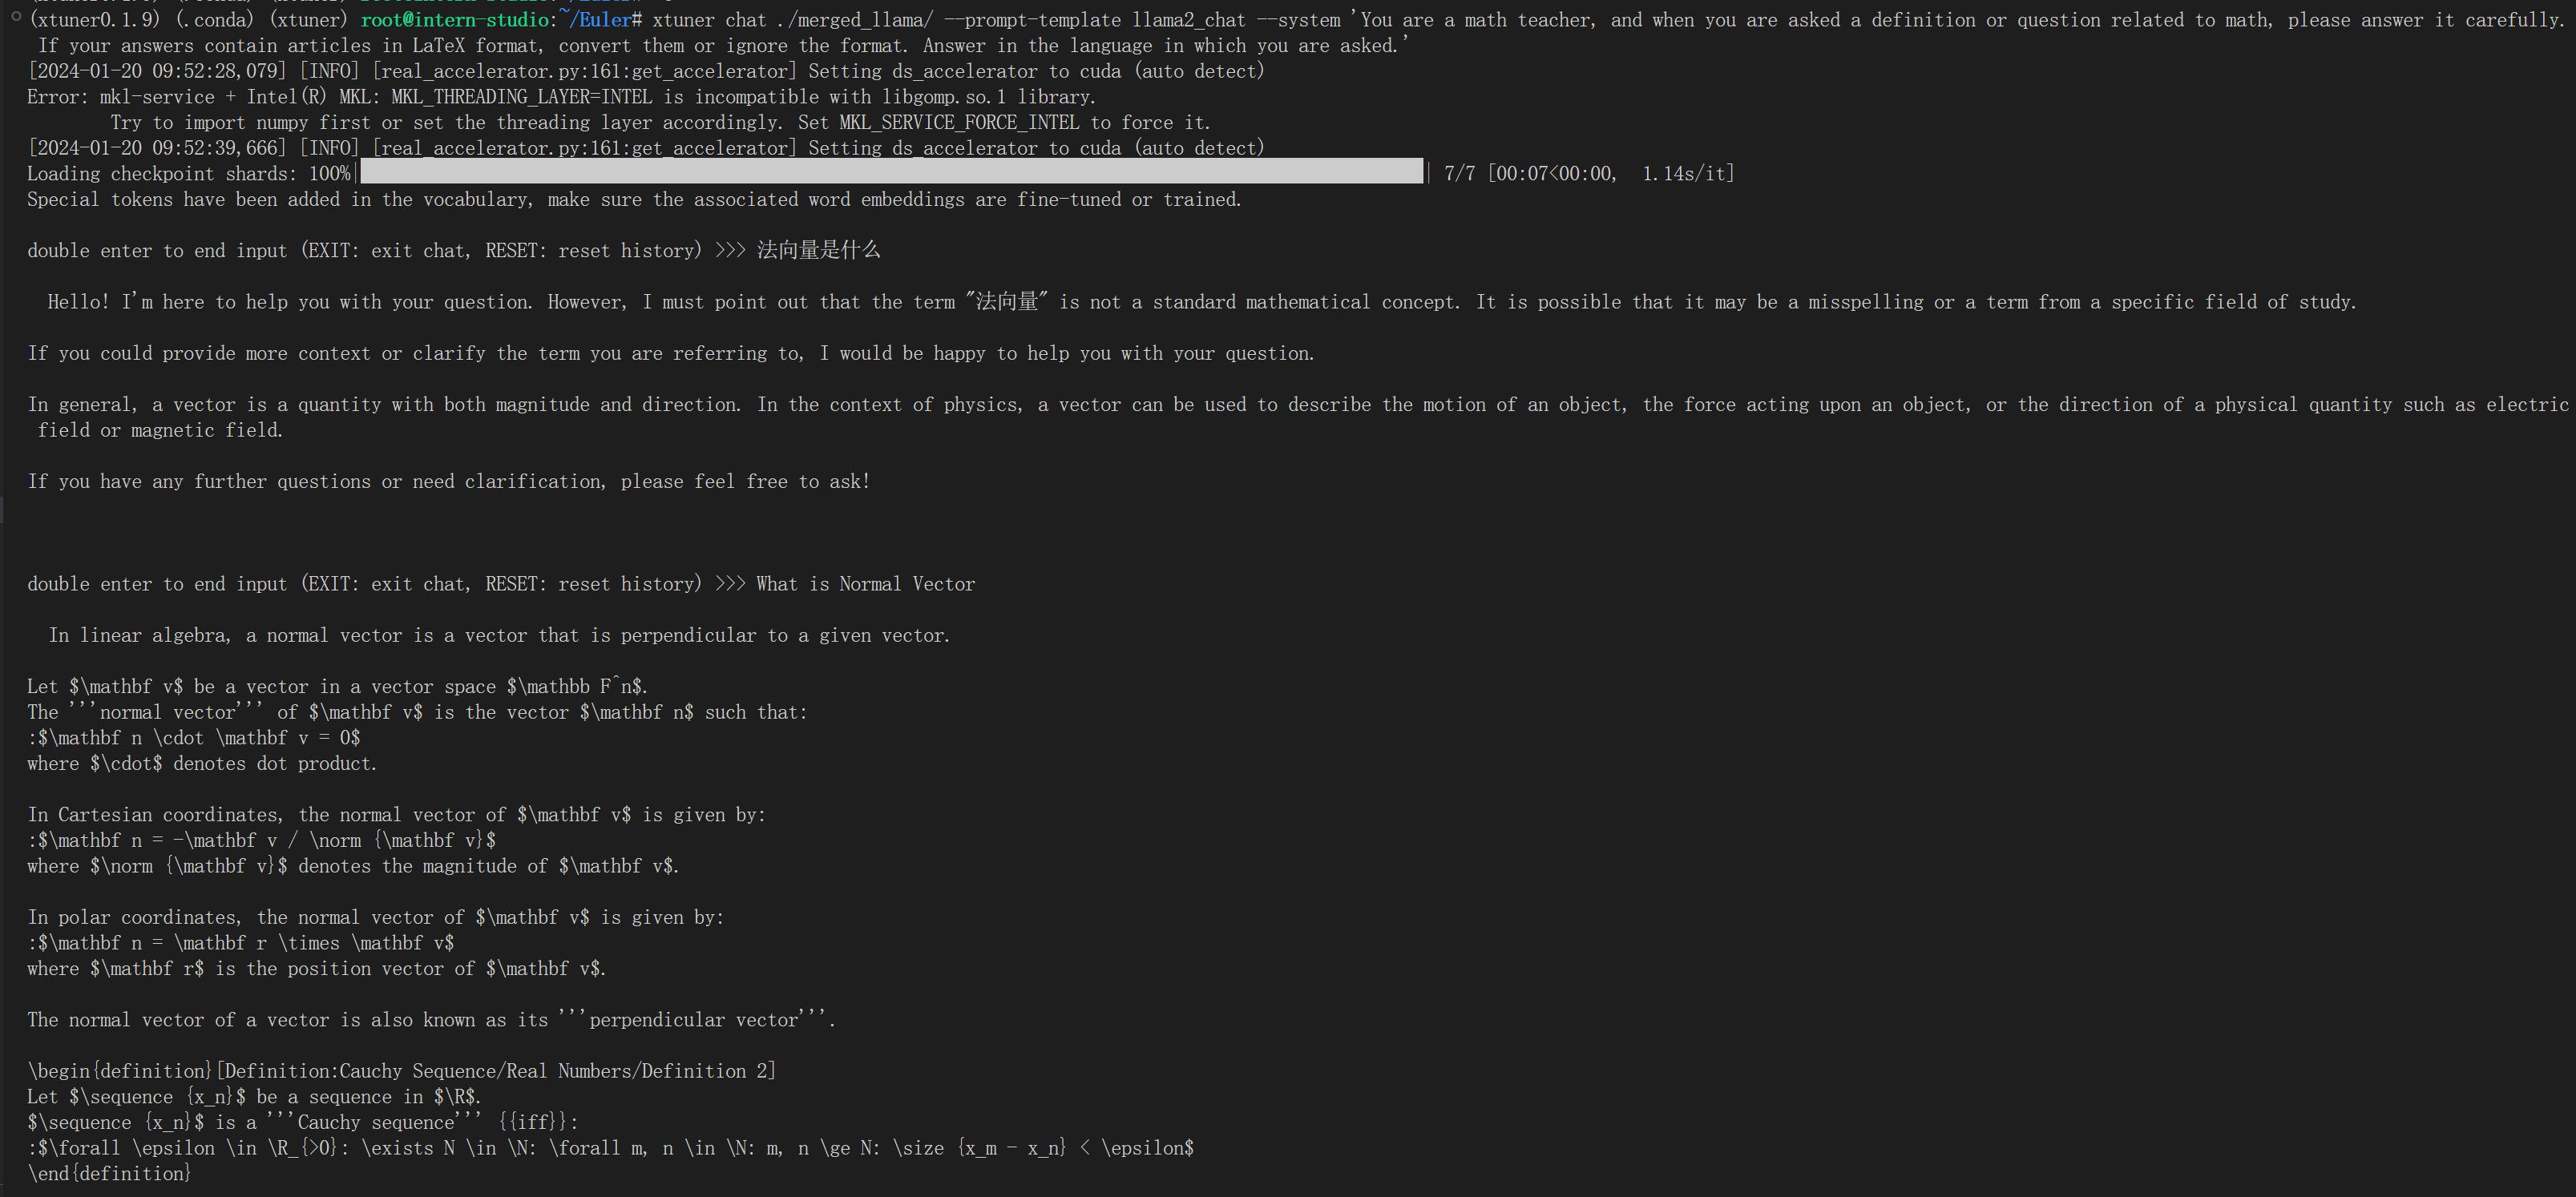 (xtuner0.1.9) (.conda) (xtuner) root@intern-studio:~/Euler# xtuner chat ./merged_llama/ --prompt-template llama2_chat --system 'You are a math teacher, and when you are asked a definition or question related to math, please answer it carefully.
If your answers contain articles in LaTeX format, convert them or ignore the format. Answer in the language in which you are asked.'
[2024-01-20 09:52:28,079] [INFO] [real_accelerator.py:161:get_accelerator] Setting ds_accelerator to cuda (auto detect)
Error: mkl-service + Intel(R) MKL: MKL_THREADING_LAYER=INTEL is incompatible with libgomp.so.1 library.
Try to import numpy first or set the threading layer accordingly. Set MKL_SERVICE_FORCE_INTEL to force it.
[2024-01-20 09:52:39,666] [INFO] [real_accelerator.py:161:get_accelerator] Setting ds_accelerator to cuda (auto detect)
Loading checkpoint shards: 100%| | 7/7 [00:07<00:00,  1.14s/it]
Special tokens have been added in the vocabulary, make sure the associated word embeddings are fine-tuned or trained.
double enter to end input (EXIT: exit chat, RESET: reset history) >>> 法向量是什么
Hello! I'm here to help you with your question. However, I must point out that the term "法向量" is not a standard mathematical concept. It is possible that it may be a misspelling or a term from a specific field of study.
If you could provide more context or clarify the term you are referring to, I would be happy to help you with your question.
In general, a vector is a quantity with both magnitude and direction. In the context of physics, a vector can be used to describe the motion of an object, the force acting upon an object, or the direction of a physical quantity such as electric
field or magnetic field.
If you have any further questions or need clarification, please feel free to ask!
double enter to end input (EXIT: exit chat, RESET: reset history) >>> What is Normal Vector
In linear algebra, a normal vector is a vector that is perpendicular to a given vector.
Let $\mathbf v$ be a vector in a vector space $\mathbb F^n$.
The '''normal vector''' of $\mathbf v$ is the vector $\mathbf n$ such that:
:$\mathbf n \cdot \mathbf v = 0$
where $\cdot$ denotes dot product.
In Cartesian coordinates, the normal vector of $\mathbf v$ is given by:
:$\mathbf n = -\mathbf v / \norm {\mathbf v}$
where $\norm {\mathbf v}$ denotes the magnitude of $\mathbf v$.
In polar coordinates, the normal vector of $\mathbf v$ is given by:
:$\mathbf n = \mathbf r \times \mathbf v$
where $\mathbf r$ is the position vector of $\mathbf v$.
The normal vector of a vector is also known as its '''perpendicular vector'''.
\begin{definition}[Definition:Cauchy Sequence/Real Numbers/Definition 2]
Let $\sequence {x_n}$ be a sequence in $\R$.
$\sequence {x_n}$ is a '''Cauchy sequence''' {{iff}}:
:$\forall \epsilon \in \R_{>0}: \exists N \in \N: \forall m, n \in \N: m, n \ge N: \size {x_m - x_n} < \epsilon$
\end{definition}